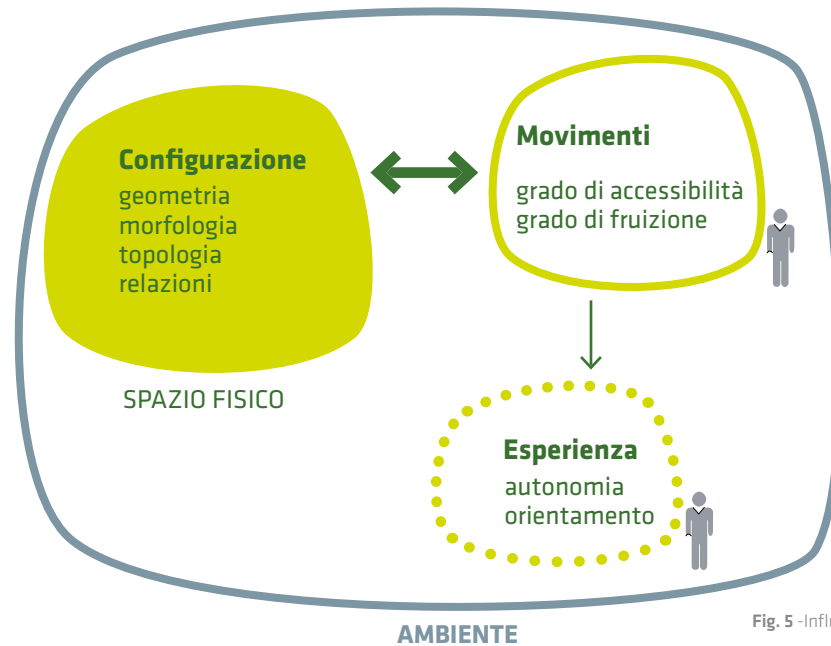 Configurazione
geometria
morfologia
topologia
relazioni
SPAZIO FISICO
Movimenti
grado di accessibilità
grado di fruizione
Esperienza
autonomia
orientamento
AMBIENTE
Fig. 5 -